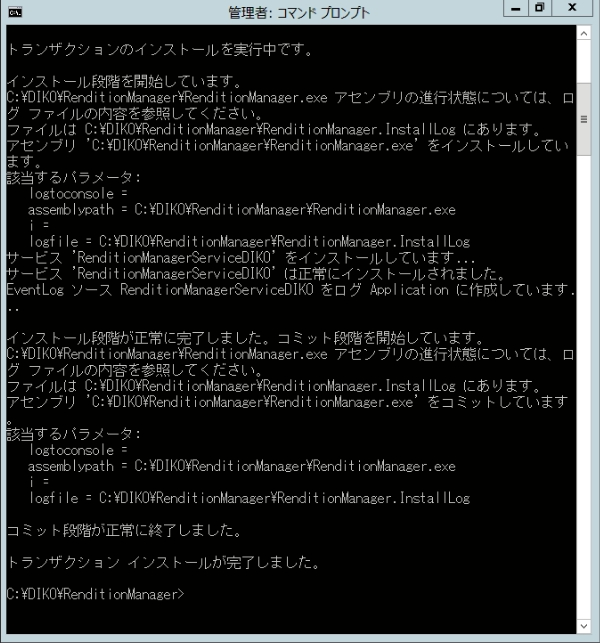 管理者: コマンド プロンプト
トランザクションのインストールを実行中です。
インストール段階を開始しています。
C:¥DIKO¥RenditionManager¥RenditionManager.exe アセンブリの進行状態については、ロ
グ ファイルの内容を参照してください。
ファイルは C:¥DIKO¥RenditionManager¥RenditionManager.InstallLog にあります。
アセンブリ 'C:¥DIKO¥RenditionManager¥RenditionManager.exe' をインストールしてい
ます。
該当するパラメータ:
logtoconsole =
assemblypath = C:¥DIKO¥RenditionManager¥RenditionManager.exe
i =
logfile = C:¥DIKO¥RenditionManager¥RenditionManager.InstallLog
サービス 'RenditionManagerServiceDIKO' をインストールしています...
サービス 'RenditionManagerServiceDIKO' は正常にインストールされました。
EventLog ソース RenditionManagerServiceDIKO をログ Application に作成しています.
..
インストール段階が正常に完了しました。コミット段階を開始しています。
C:¥DIKO¥RenditionManager¥RenditionManager.exe アセンブリの進行状態については、ロ
グ ファイルの内容を参照してください。
ファイルは C:¥DIKO¥RenditionManager¥RenditionManager.InstallLog にあります。
アセンブリ 'C:¥DIKO¥RenditionManager¥RenditionManager.exe' をコミットしています
。
該当するパラメータ:
logtoconsole =
assemblypath = C:¥DIKO¥RenditionManager¥RenditionManager.exe
i =
logfile = C:¥DIKO¥RenditionManager¥RenditionManager.InstallLog
コミット段階が正常に終了しました。
トランザクション インストールが完了しました。
C:¥DIKO¥RenditionManager>